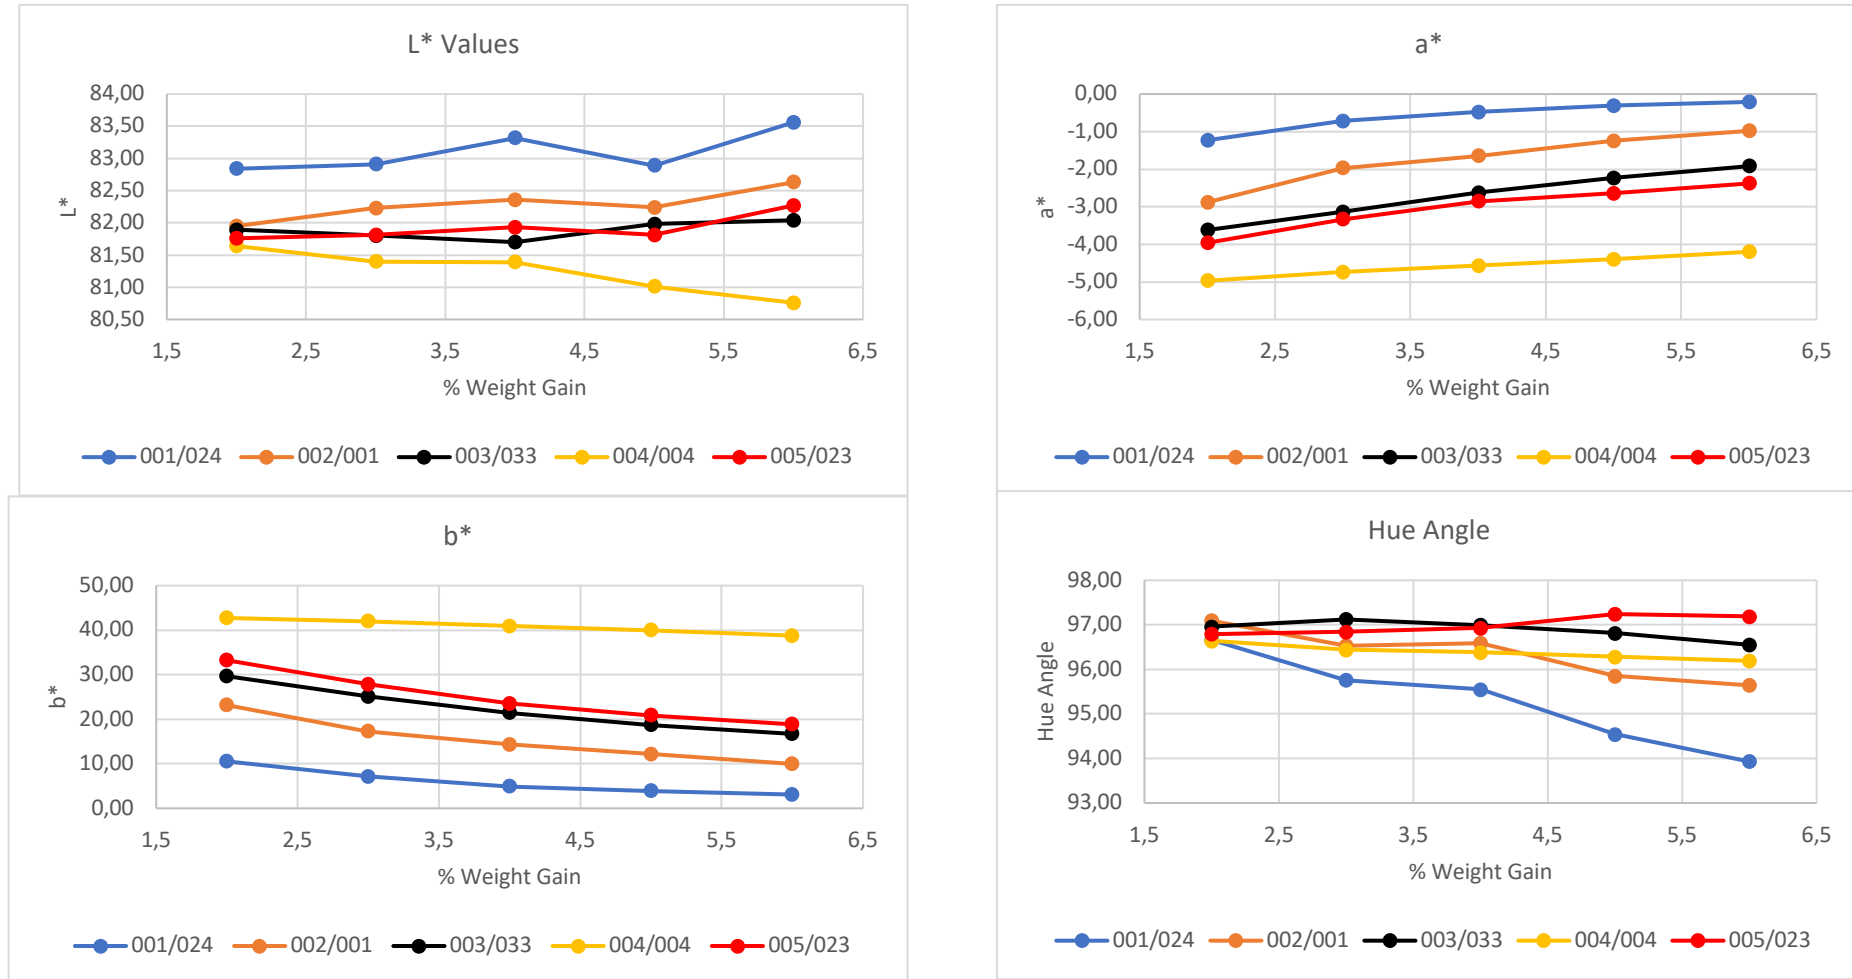 L* Values
84,00
83,50
83,00
82,50
82,00
81,50
81,00
80,50
L*
1,5 2,5 3,5 4,5 5,5 6,5
% Weight Gain
001/024 002/001 003/033 004/004 005/023
a*
0,00
-1,00
-2,00
-3,00
-4,00
-5,00
-6,00
a*
1,5 2,5 3,5 4,5 5,5 6,5
% Weight Gain
001/024 002/001 003/033 004/004 005/023
b*
50,00
40,00
30,00
20,00
10,00
0,00
b*
1,5 2,5 3,5 4,5 5,5 6,5
% Weight Gain
001/024 002/001 003/033 004/004 005/023
Hue Angle
98,00
97,00
96,00
95,00
94,00
93,00
Hue Angle
1,5 2,5 3,5 4,5 5,5 6,5
% Weight Gain
001/024 002/001 003/033 004/004 005/023